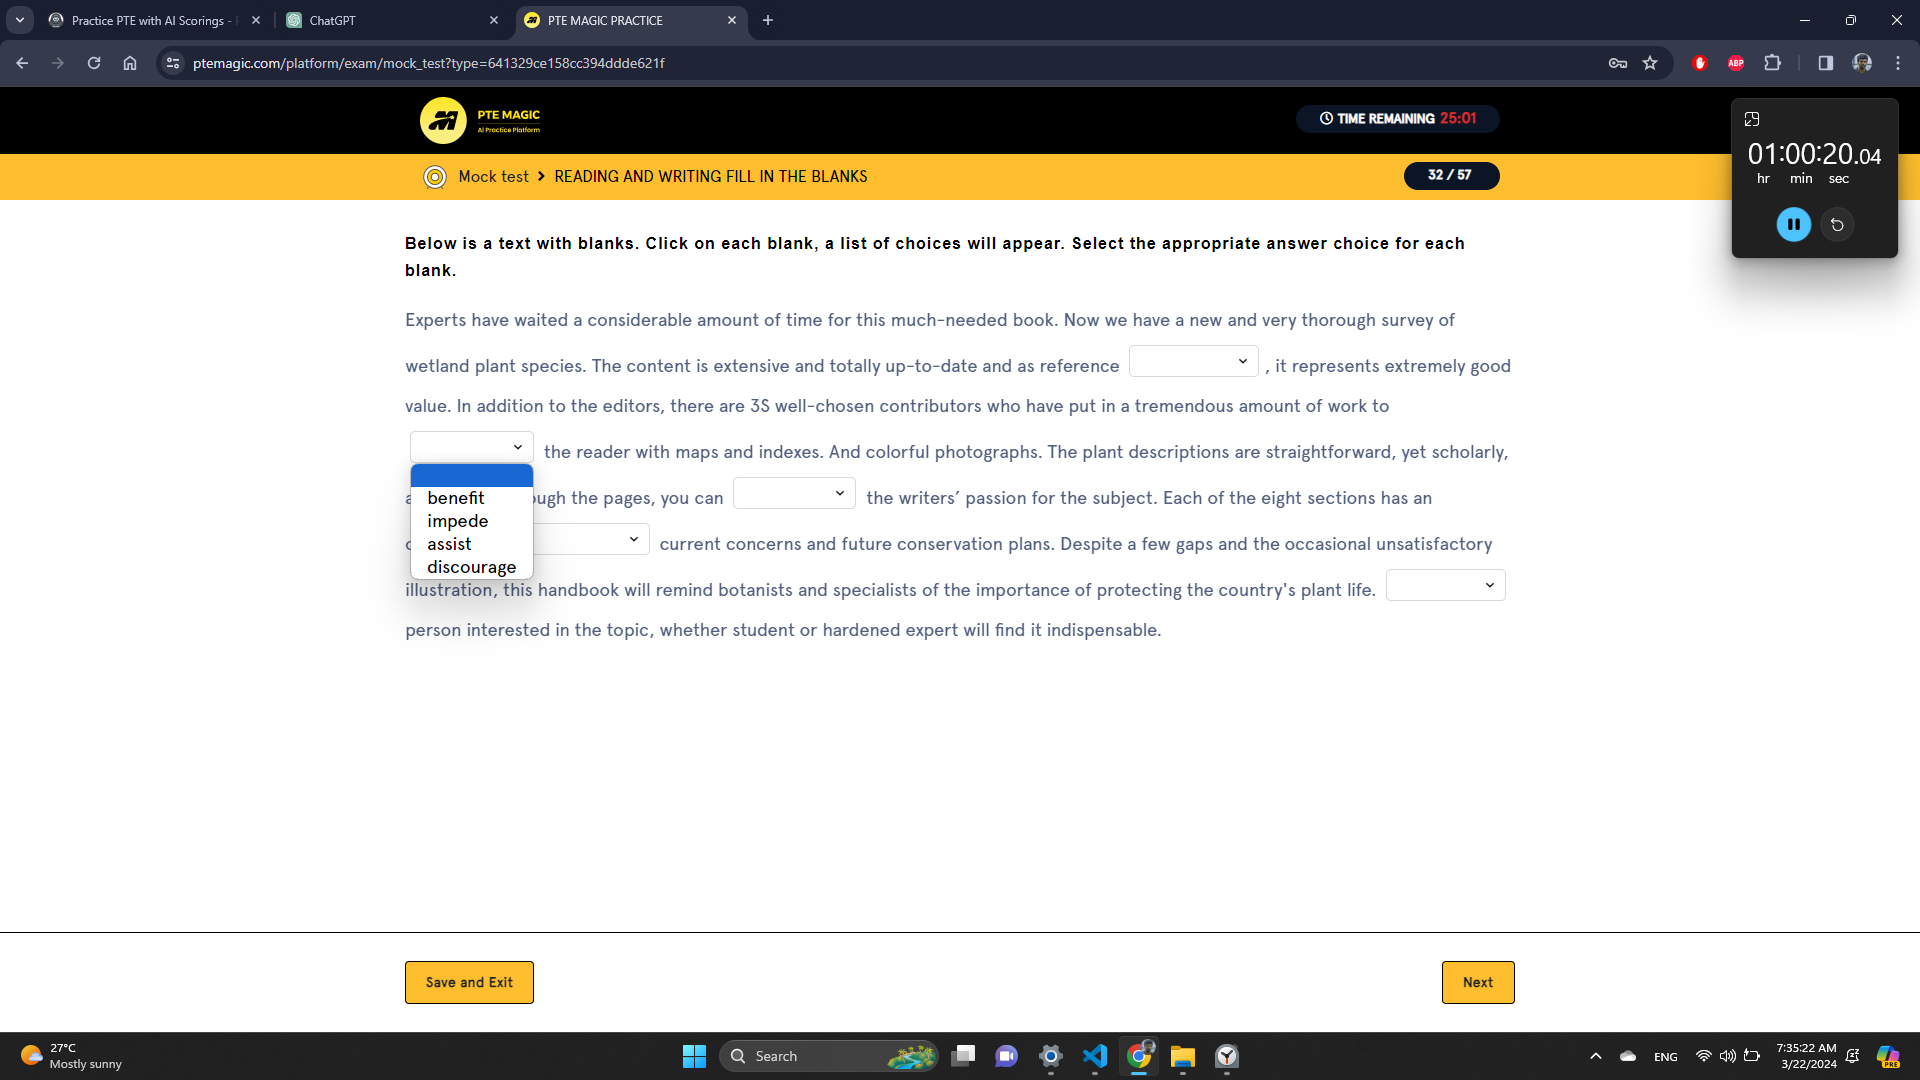 Practice PTE with AI Scorings -
ChatGPT
PTE MAGIC PRACTICE
ptemagic.com/platform/exam/mock_test?type=641329ce158cc394ddde621f
ABP
PTE MAGIC
AI Practice Platform
TIME REMAINING 25:01
01:00:20.04
hr min sec
Mock test > READING AND WRITING FILL IN THE BLANKS
32 / 57
Below is a text with blanks. Click on each blank, a list of choices will appear. Select the appropriate answer choice for each
blank.
Experts have waited a considerable amount of time for this much-needed book. Now we have a new and very thorough survey of
wetland plant species. The content is extensive and totally up-to-date and as reference , it represents extremely good
value. In addition to the editors, there are 3S well-chosen contributors who have put in a tremendous amount of work to
the reader with maps and indexes. And colorful photographs. The plant descriptions are straightforward, yet scholarly,
ugh the pages, you can the writers’ passion for the subject. Each of the eight sections has an
current concerns and future conservation plans. Despite a few gaps and the occasional unsatisfactory
illustration, this handbook will remind botanists and specialists of the importance of protecting the country's plant life.
person interested in the topic, whether student or hardened expert will find it indispensable.
benefit
impede
assist
discourage
Save and Exit
Next
27°C
Mostly sunny
Search
ENG
7:35:22 AM
3/22/2024
PRE